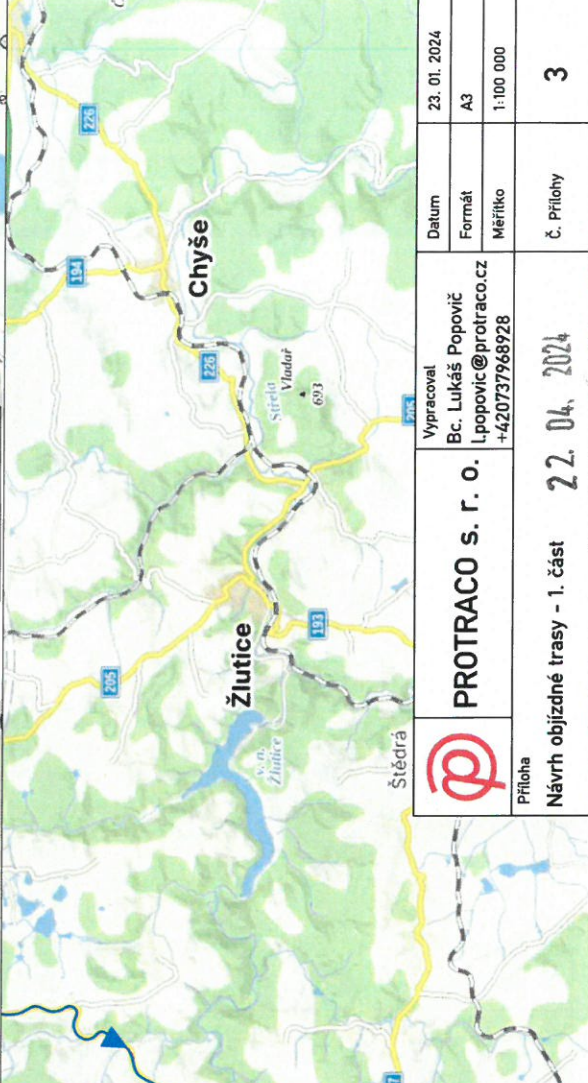 226
194
Chyše
226
Střela
Vladař
693
205
205
Žlutice
193
v. n.
Žlutice
Štědrá
PROTRACO s. r. o.
Vypracoval
Bc. Lukáš Popovič
l.popovic@protraco.cz
+420737968928
Datum
23. 01. 2024
Formát
A3
Měřítko
1:100 000
Příloha
Návrh objízdné trasy – 1. část
22. 04. 2024
Č. Přílohy
3